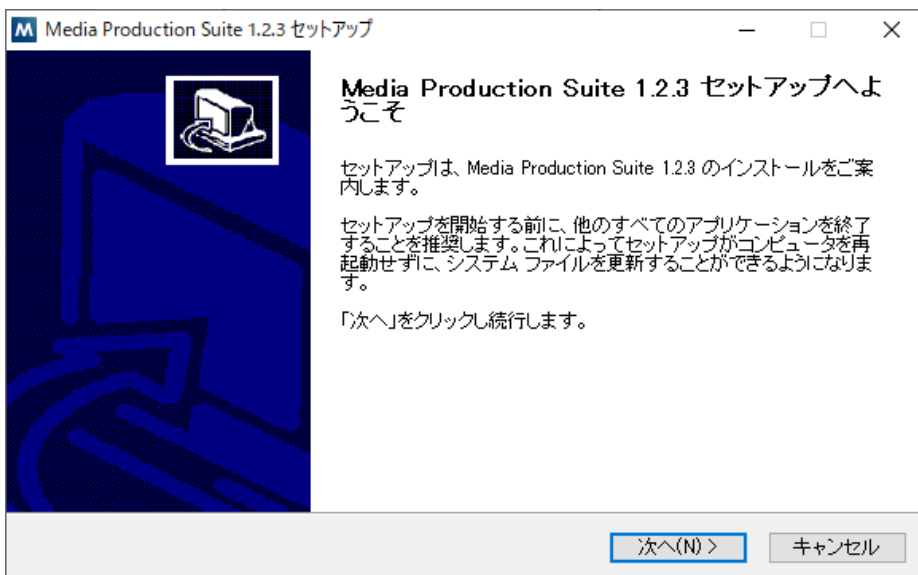 M Media Production Suite 1.2.3 セットアップ
Media Production Suite 1.2.3 セットアップへよ
うこそ
セットアップは、Media Production Suite 1.2.3 のインストールをご案
内します。
セットアップを開始する前に、他のすべてのアプリケーションを終了
することを推奨します。これによってセットアップがコンピュータを再
起動せずに、システム ファイルを更新することができるようになりま
す。
「次へ」をクリックし続行します。
次へ(N) >
キャンセル